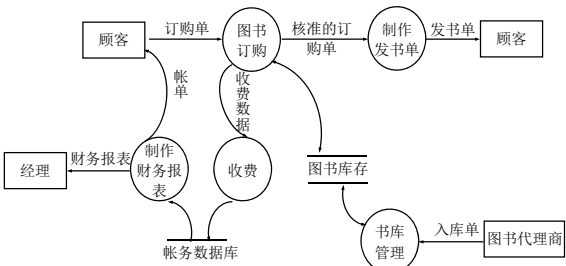 顾客
订购单
图书
订购
核准的订
购单
制作
发书单
发书单
顾客
帐
单
收
费
数
据
经理
财务报表
制作
财务报
表
收费
图书库存
帐务数据库
书库
管理
入库单
图书代理商